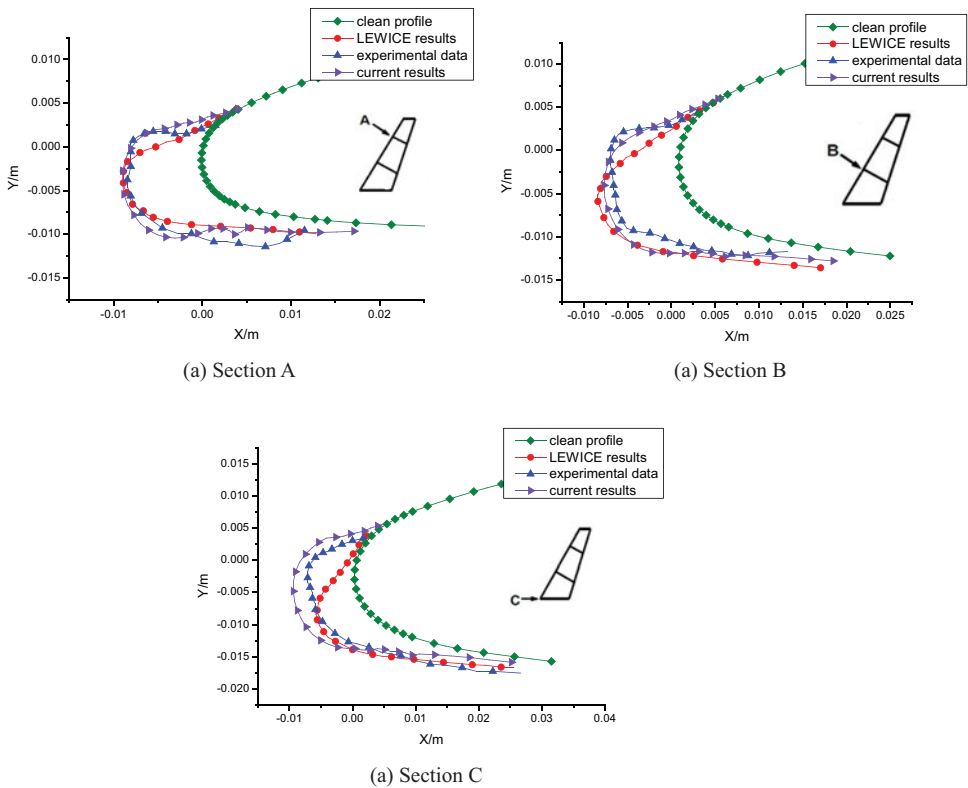 clean profile
LEWICE results
experimental data
current results
0.010
0.005
0.000
-0.005
-0.010
-0.015
Y/m
-0.01
0.00
0.01
0.02
X/m
A
(a) Section A
clean profile
LEWICE results
experimental data
current results
0.010
0.005
0.000
-0.005
-0.010
-0.015
Y/m
-0.010
-0.005
0.000
0.005
0.010
0.015
0.020
0.025
X/m
B
(a) Section B
clean profile
LEWICE results
experimental data
current results
0.015
0.010
0.005
0.000
-0.005
-0.010
-0.015
-0.020
Y/m
-0.01
0.00
0.01
0.02
0.03
0.04
X/m
C
(a) Section C